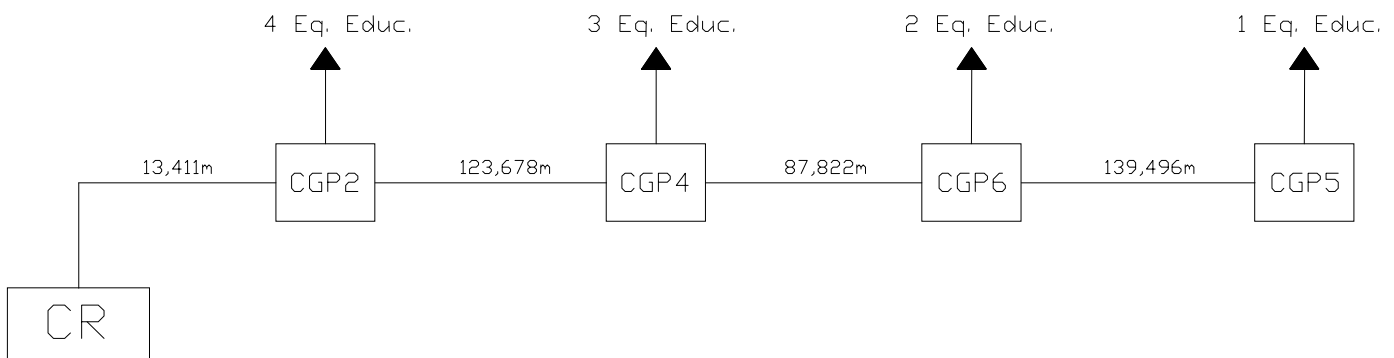 4 Eq. Educ.
3 Eq. Educ.
2 Eq. Educ.
1 Eq. Educ.
13,411m
123,678m
87,822m
139,496m
CGP2
CGP4
CGP6
CGP5
CR